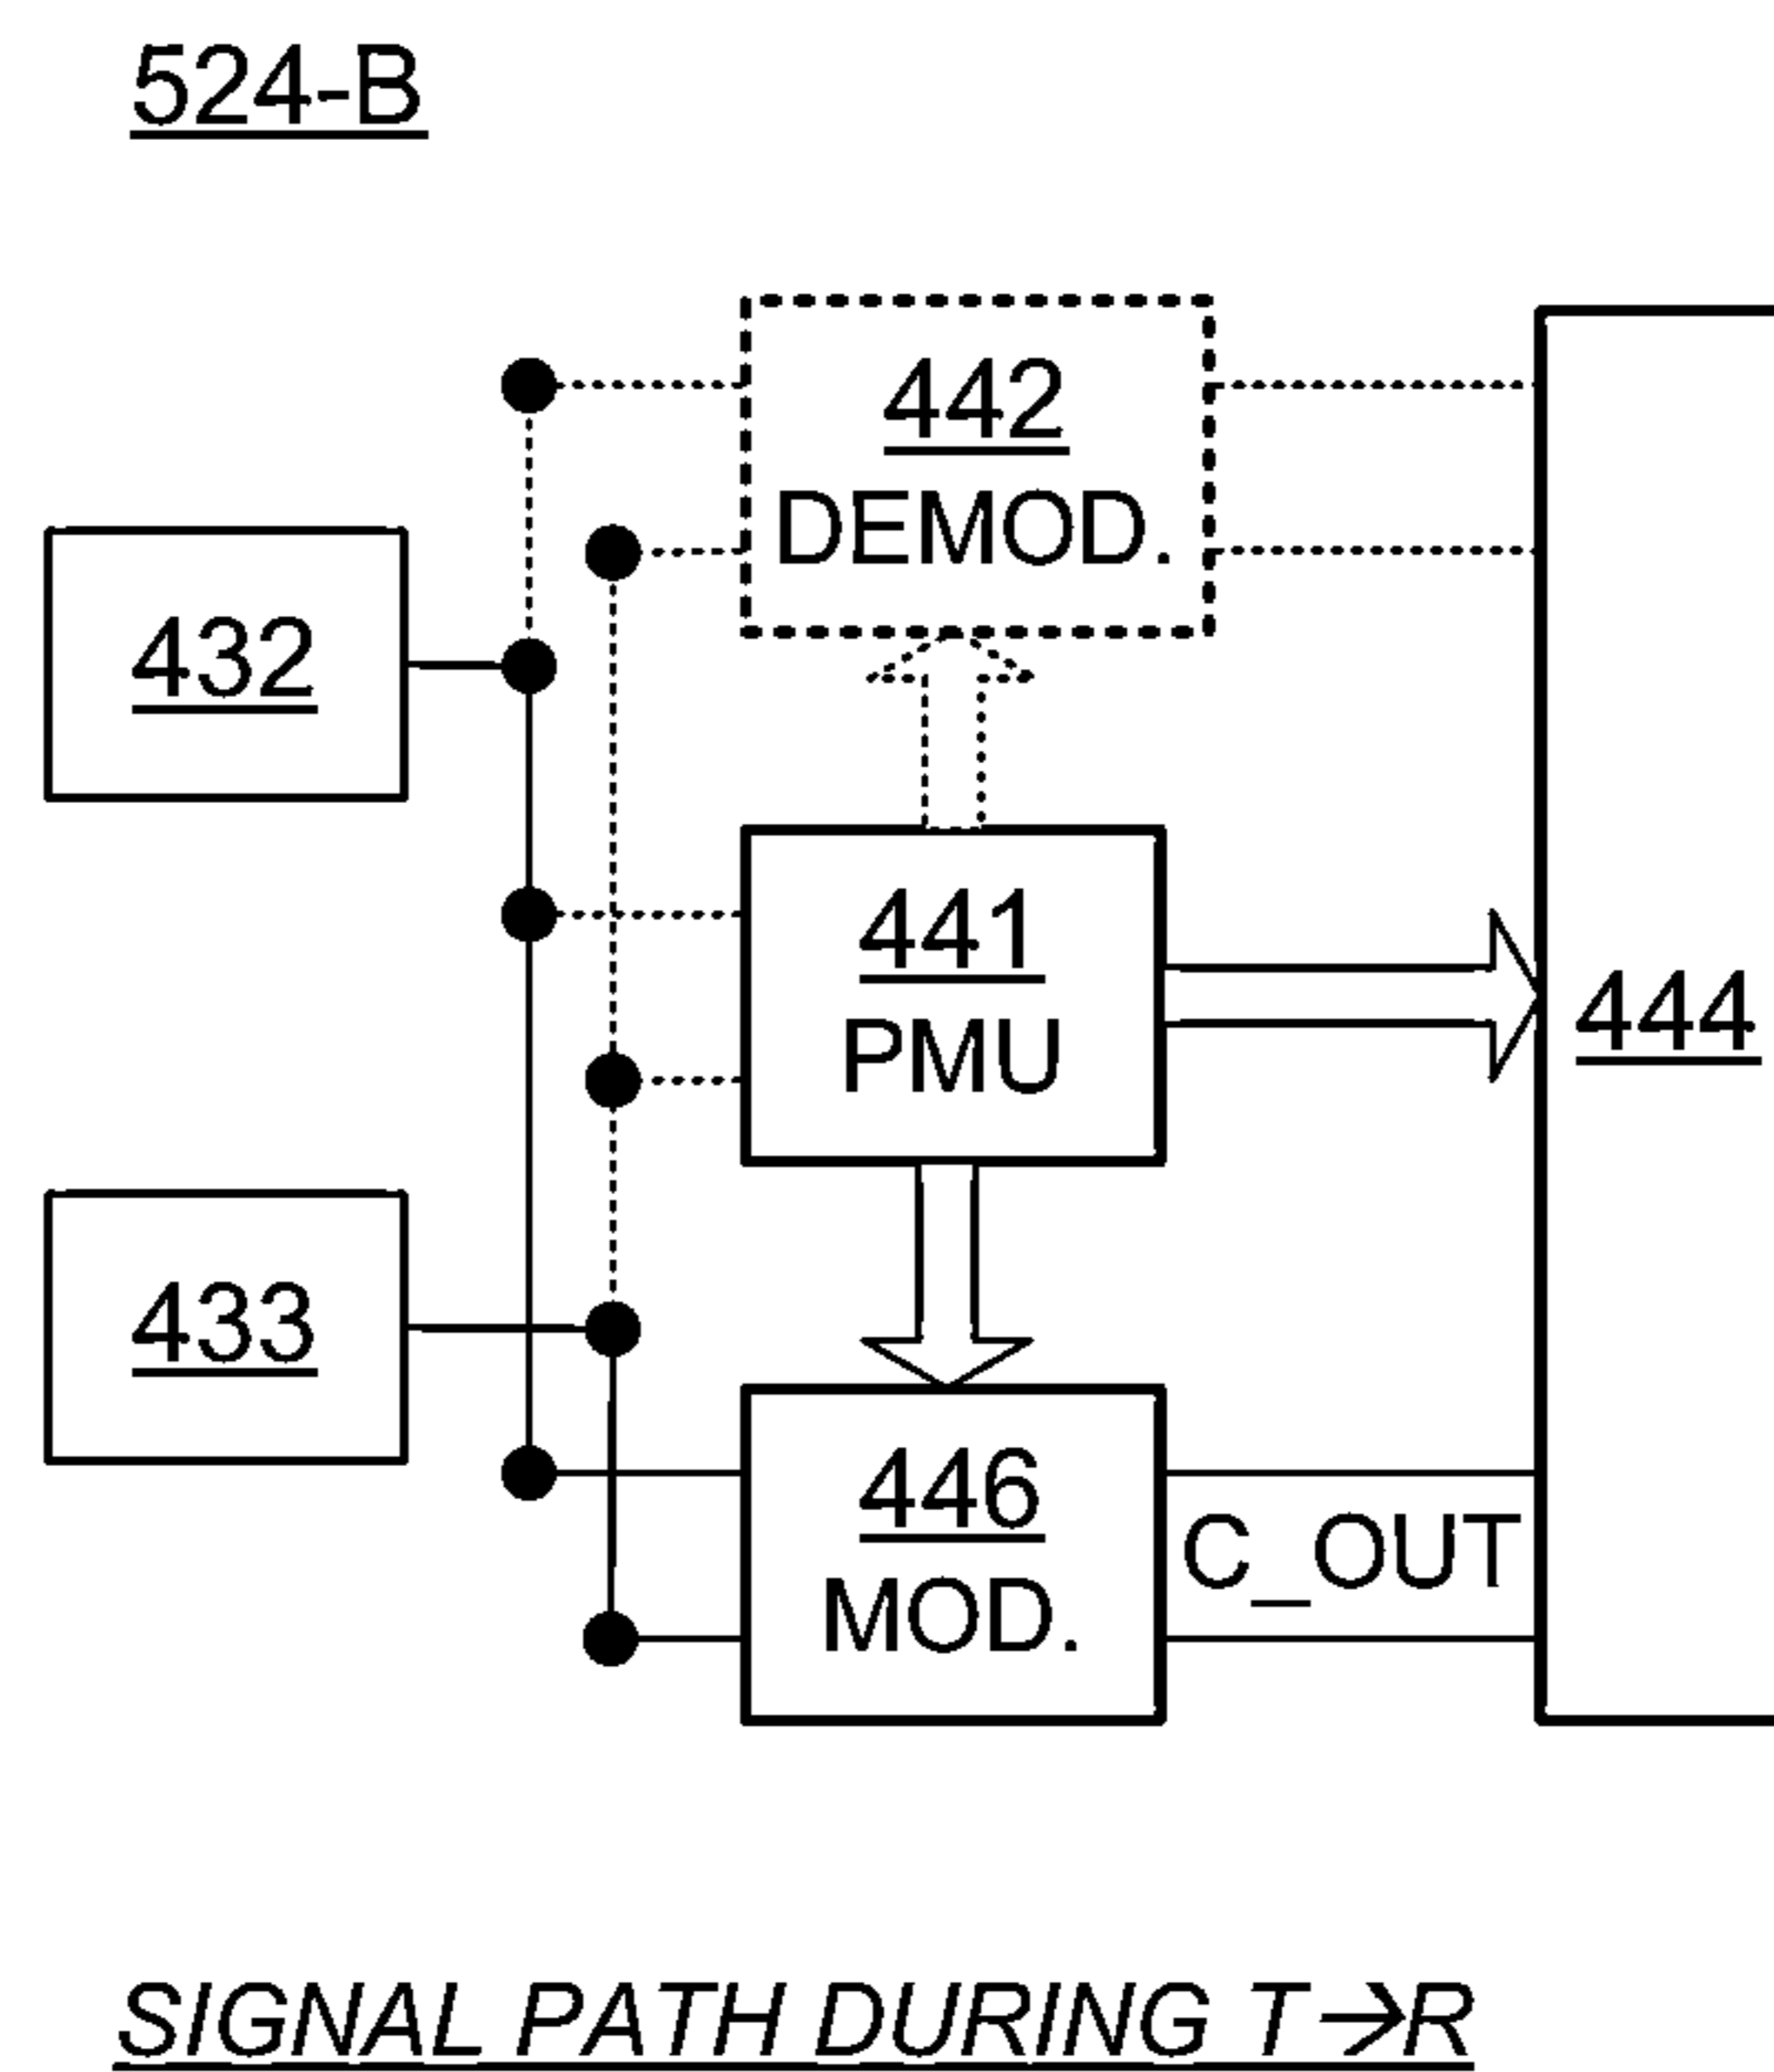 524-B
442
DEMOD.
432
441
PMU
444
433
446
MOD.
C_OUT
SIGNAL PATH DURING T→R